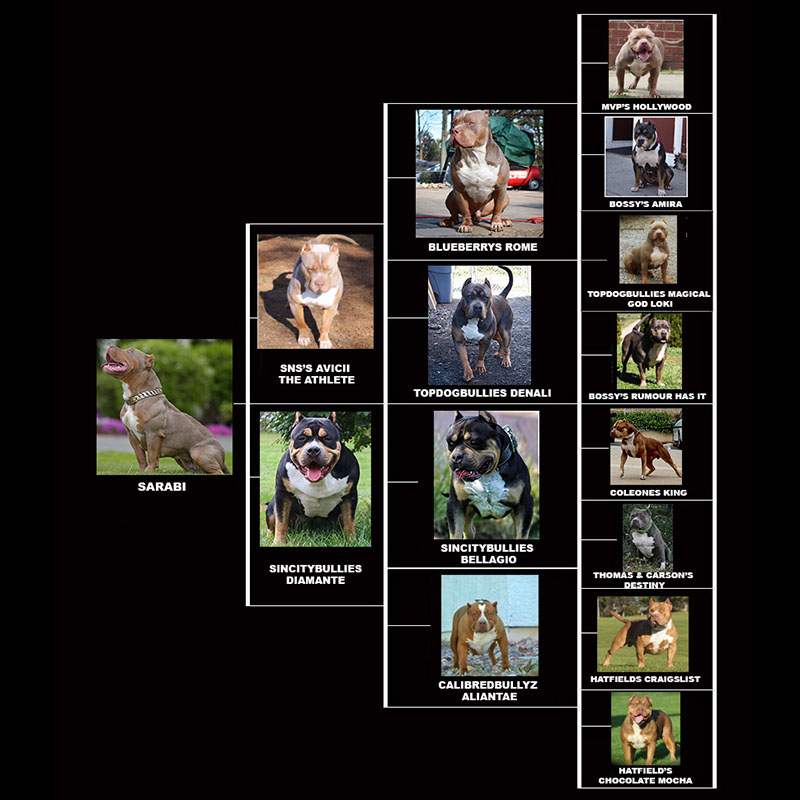 SARABI
SNS'S AVICII
THE ATHLETE
SINCITYBULLIES
DIAMANTE
BLUEBERRYS ROME
TOPDOGBULLIES DENALI
SINCITYBULLIES
BELLAGIO
CALIBREDBULLYZ
ALIANTAE
MVP'S HOLLYWOOD
BOSSY'S AMIRA
TOPDOGBULLIES MAGICAL
GOD LOKI
BOSSY'S RUMOUR HAS IT
COLEONES KING
THOMAS & CARSON'S
DESTINY
HATFIELDS CRAIGSLIST
HATFIELD'S
CHOCOLATE MOCHA